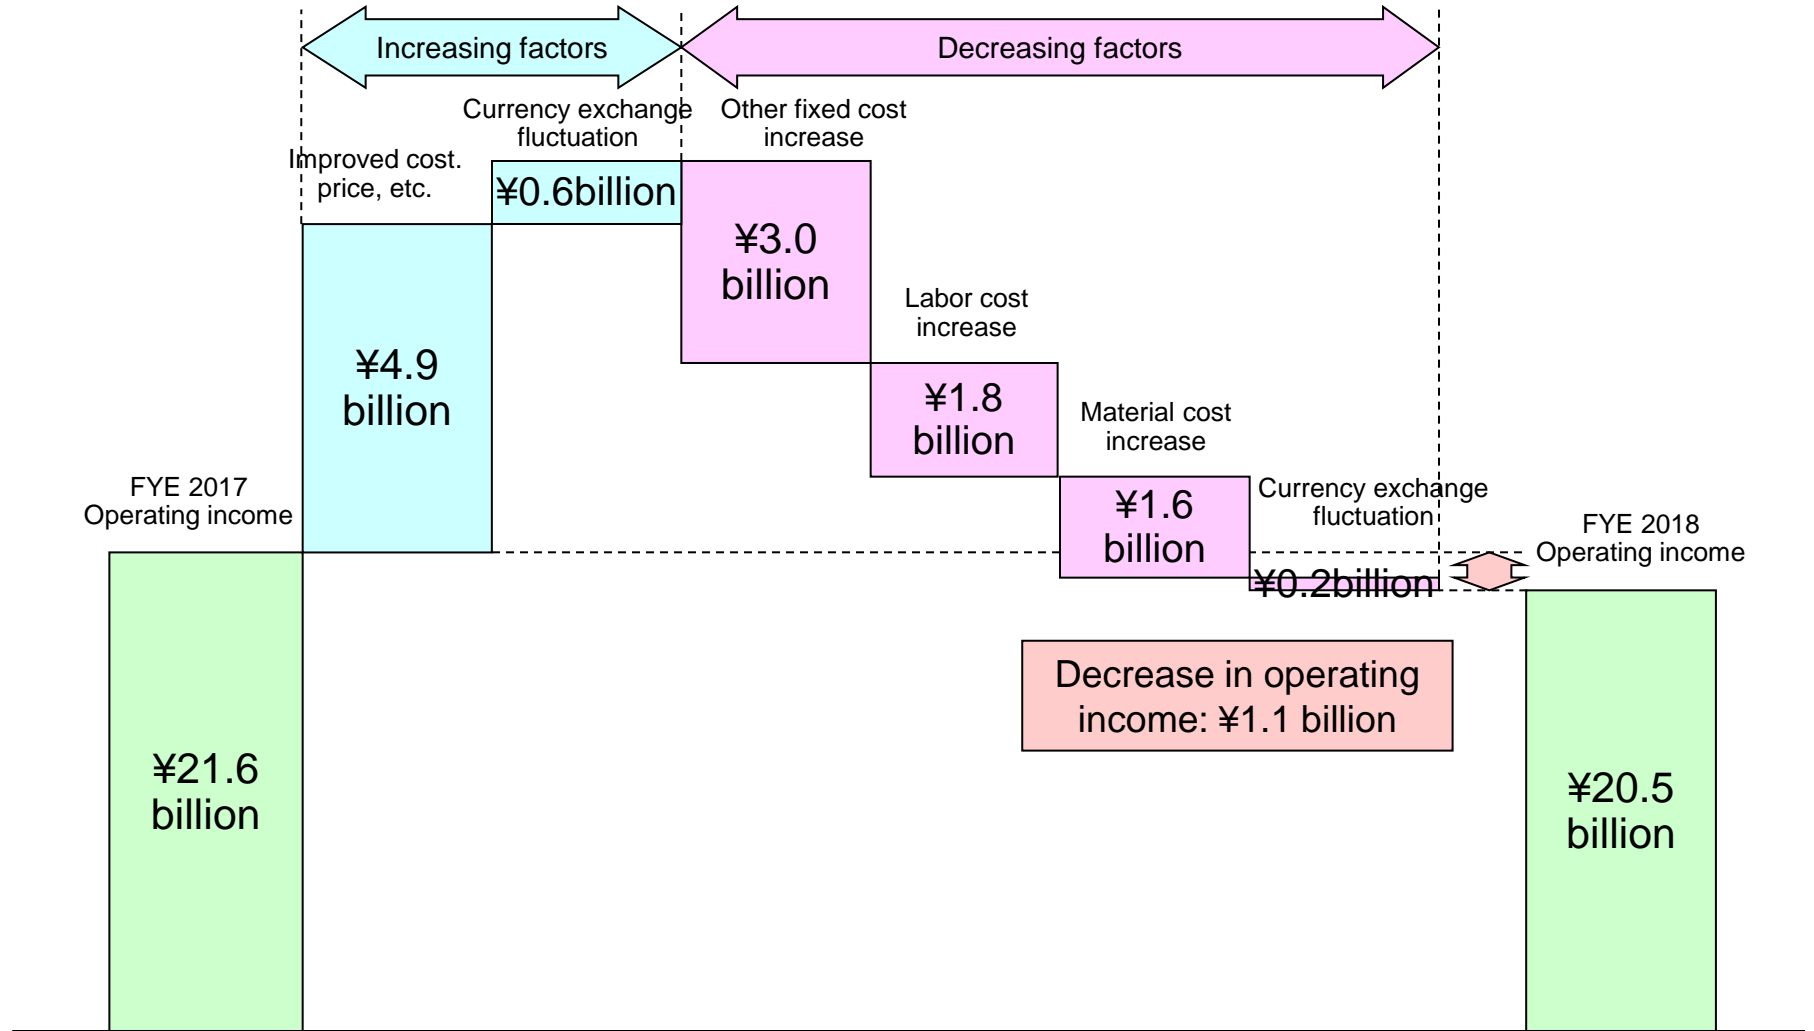 Increasing factors
Decreasing factors
Currency exchange
fluctuation
Other fixed cost
increase
Improved cost.
price, etc.
¥0.6billion
¥3.0
billion
Labor cost
increase
¥4.9
billion
¥1.8
billion
Material cost
increase
FYE 2017
Operating income
¥1.6
billion
Currency exchange
fluctuation
FYE 2018
Operating income
¥0.2billion
Decrease in operating
income: ¥1.1 billion
¥21.6
billion
¥20.5
billion